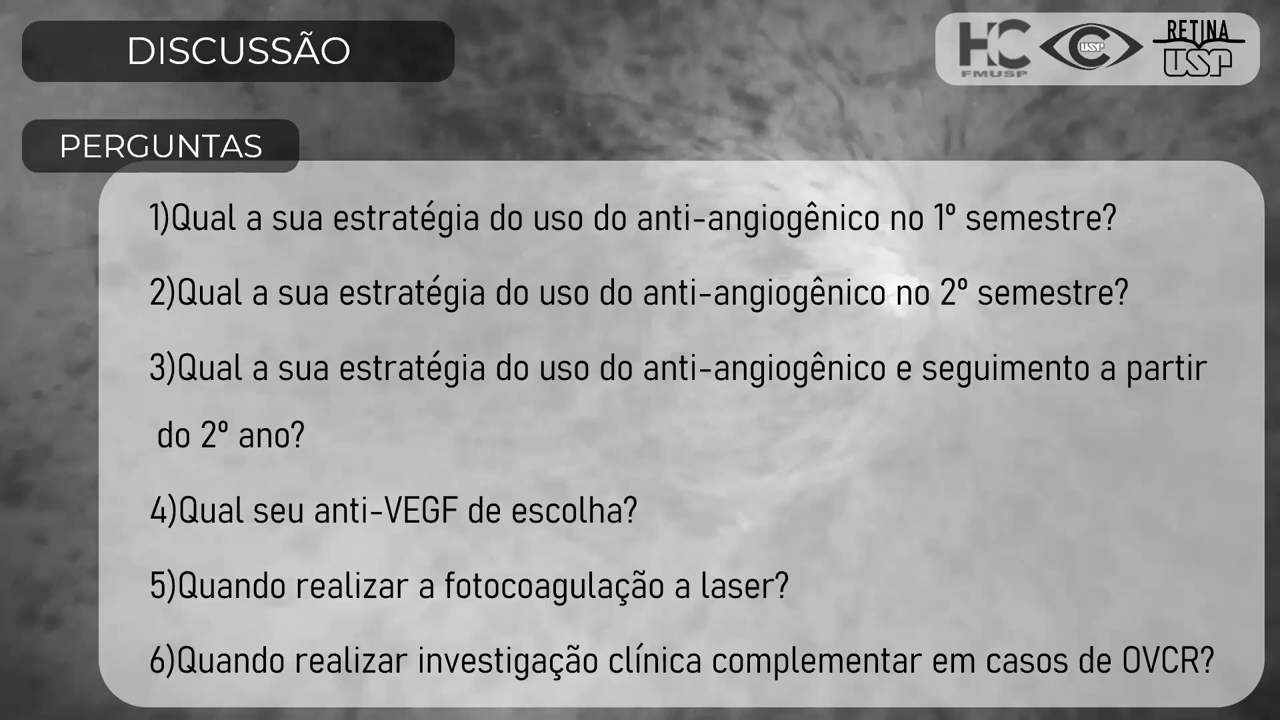 DISCUSSÃO
HC
FMUSP
C
USP
RETINA
USP
PERGUNTAS
1)Qual a sua estratégia do uso do anti-angiogênico no 1º semestre?
2)Qual a sua estratégia do uso do anti-angiogênico no 2º semestre?
3)Qual a sua estratégia do uso do anti-angiogênico e seguimento a partir
do 2º ano?
4)Qual seu anti-VEGF de escolha?
5)Quando realizar a fotocoagulação a laser?
6)Quando realizar investigação clínica complementar em casos de OVCR?